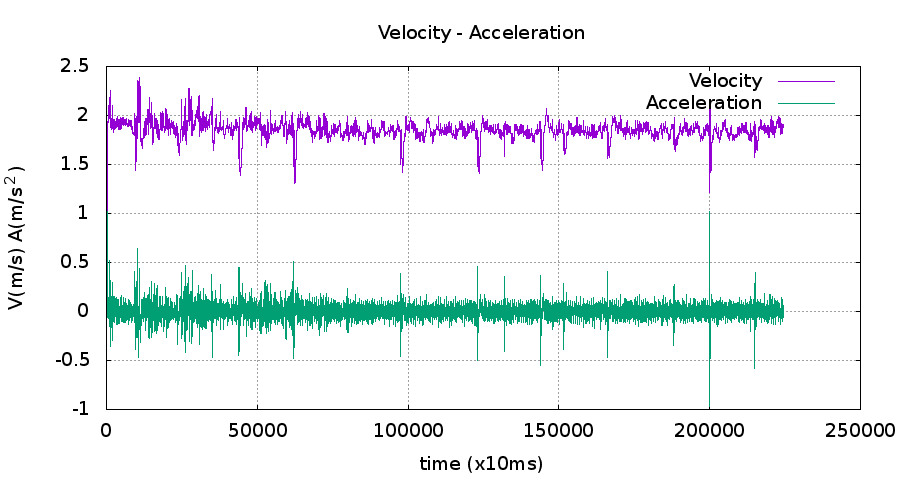 Velocity - Acceleration
2.5
Velocity
Acceleration
2
1.5
1
0.5
0
-0.5
-1
V(m/s) A(m/s² )
0 50000 100000 150000 200000 250000
time (x10ms)